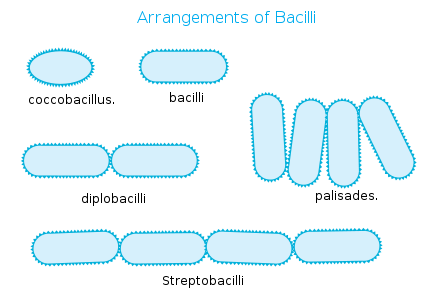 Arrangements of Bacilli
coccobacillus.
bacilli
diplobacilli
palisades.
Streptobacilli